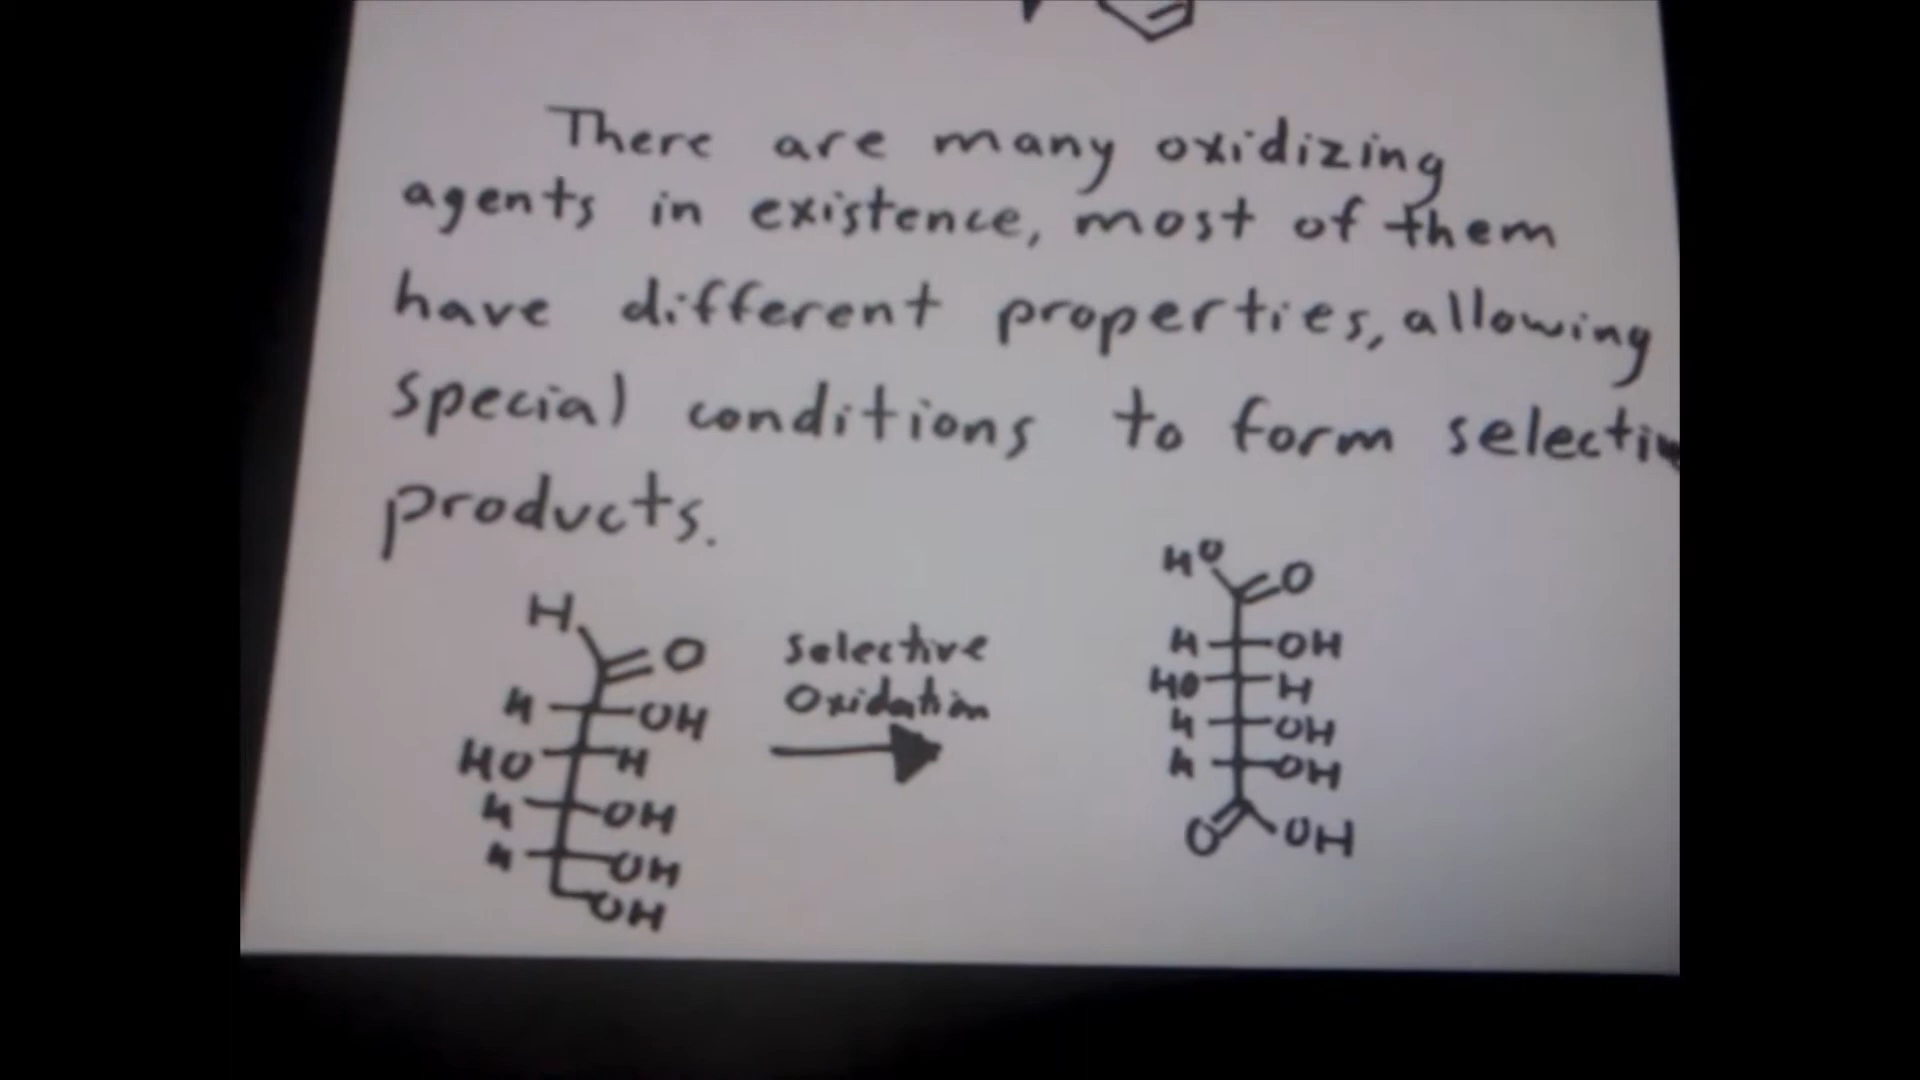 There are many oxidizing
agents in existence, most of them
have different properties, allowing
special conditions to form
products.
H
O
H OH
HO H
H OH
H OH
OH
Selective
Oxidation
HO
O
H OH
HO H
H OH
H OH
O OH